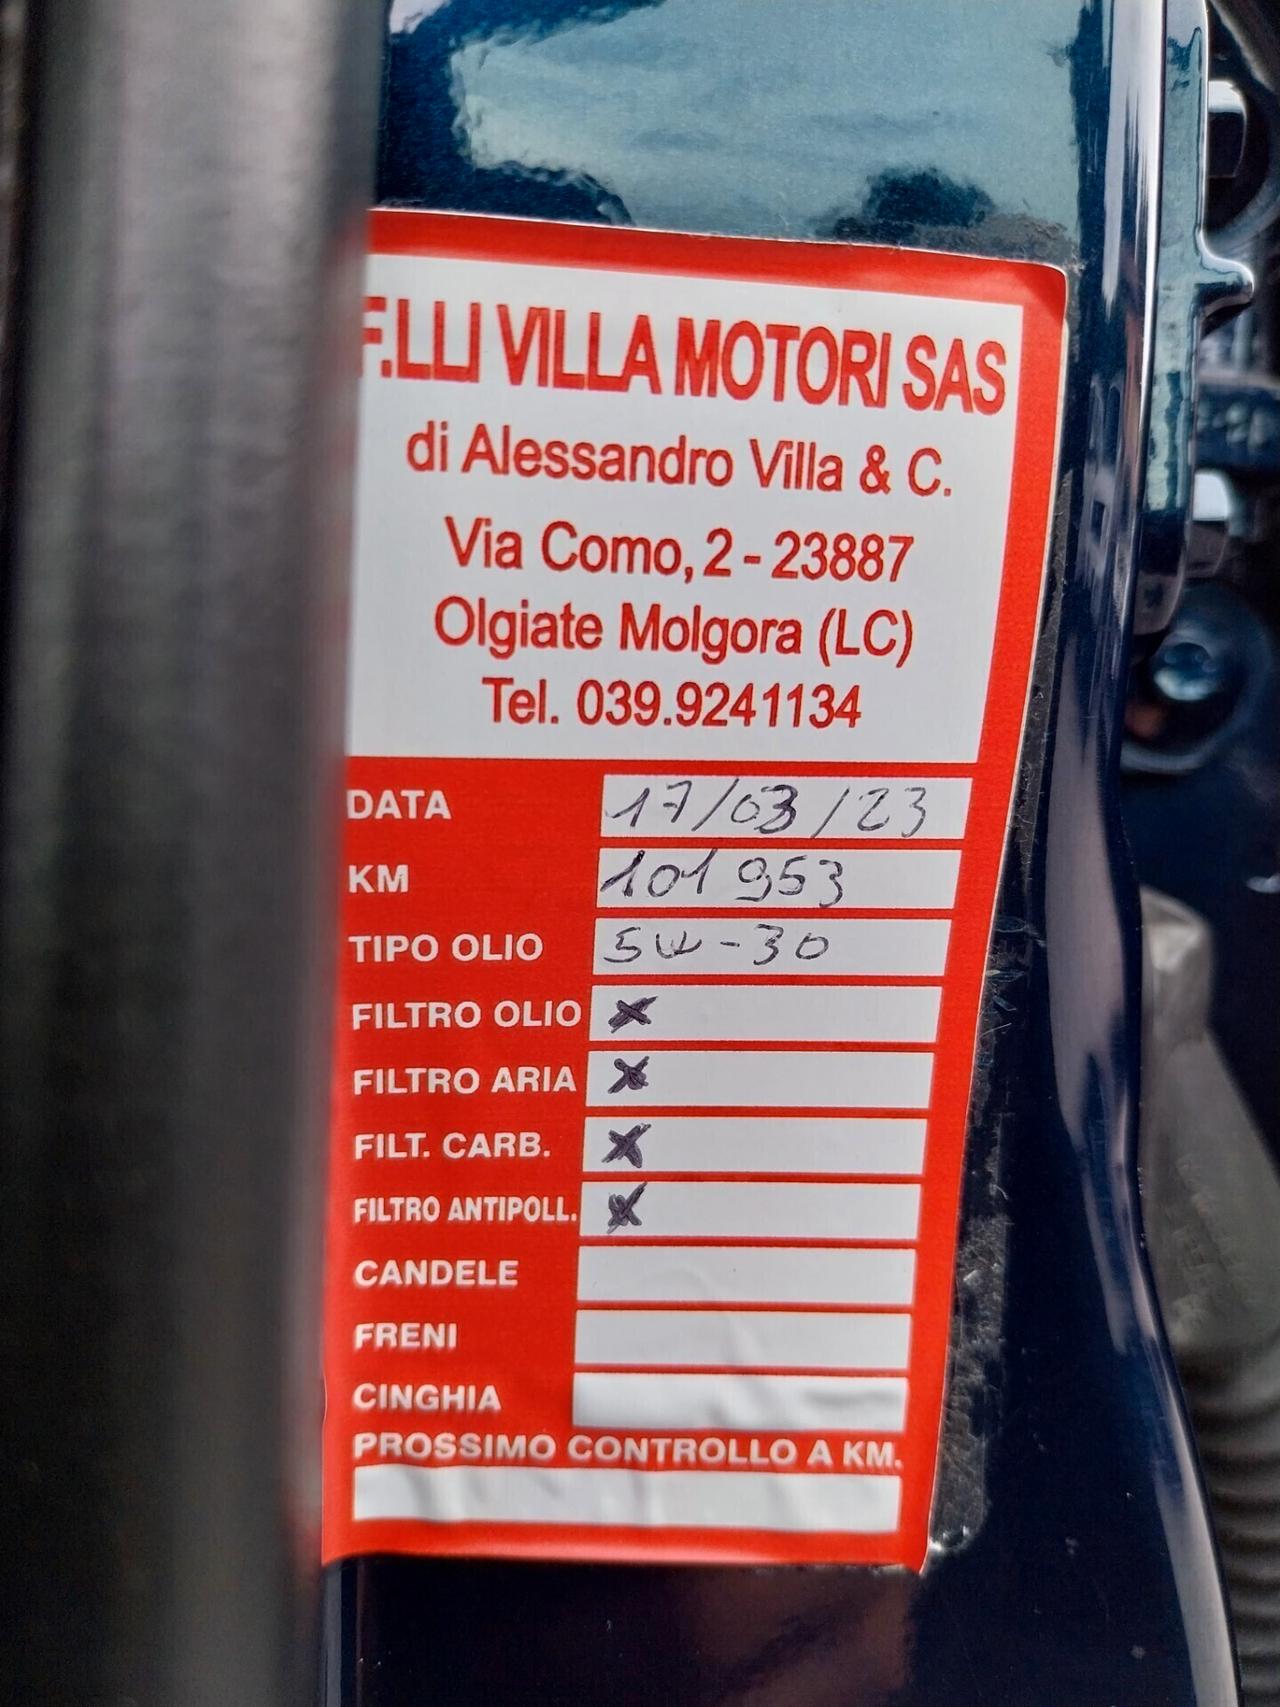 F.LLI VILLA MOTORI SAS
di Alessandro Villa & C.
Via Como, 2 - 23887
Olgiate Molgora (LC)
Tel. 039.9241134
DATA 17/03/23
KM 101953
TIPO OLIO 5W-30
FILTRO OLIO X
FILTRO ARIA X
FILT. CARB. X
FILTRO ANTIPOLL. X
CANDELE
FRENI
CINGHIA
PROSSIMO CONTROLLO A KM.